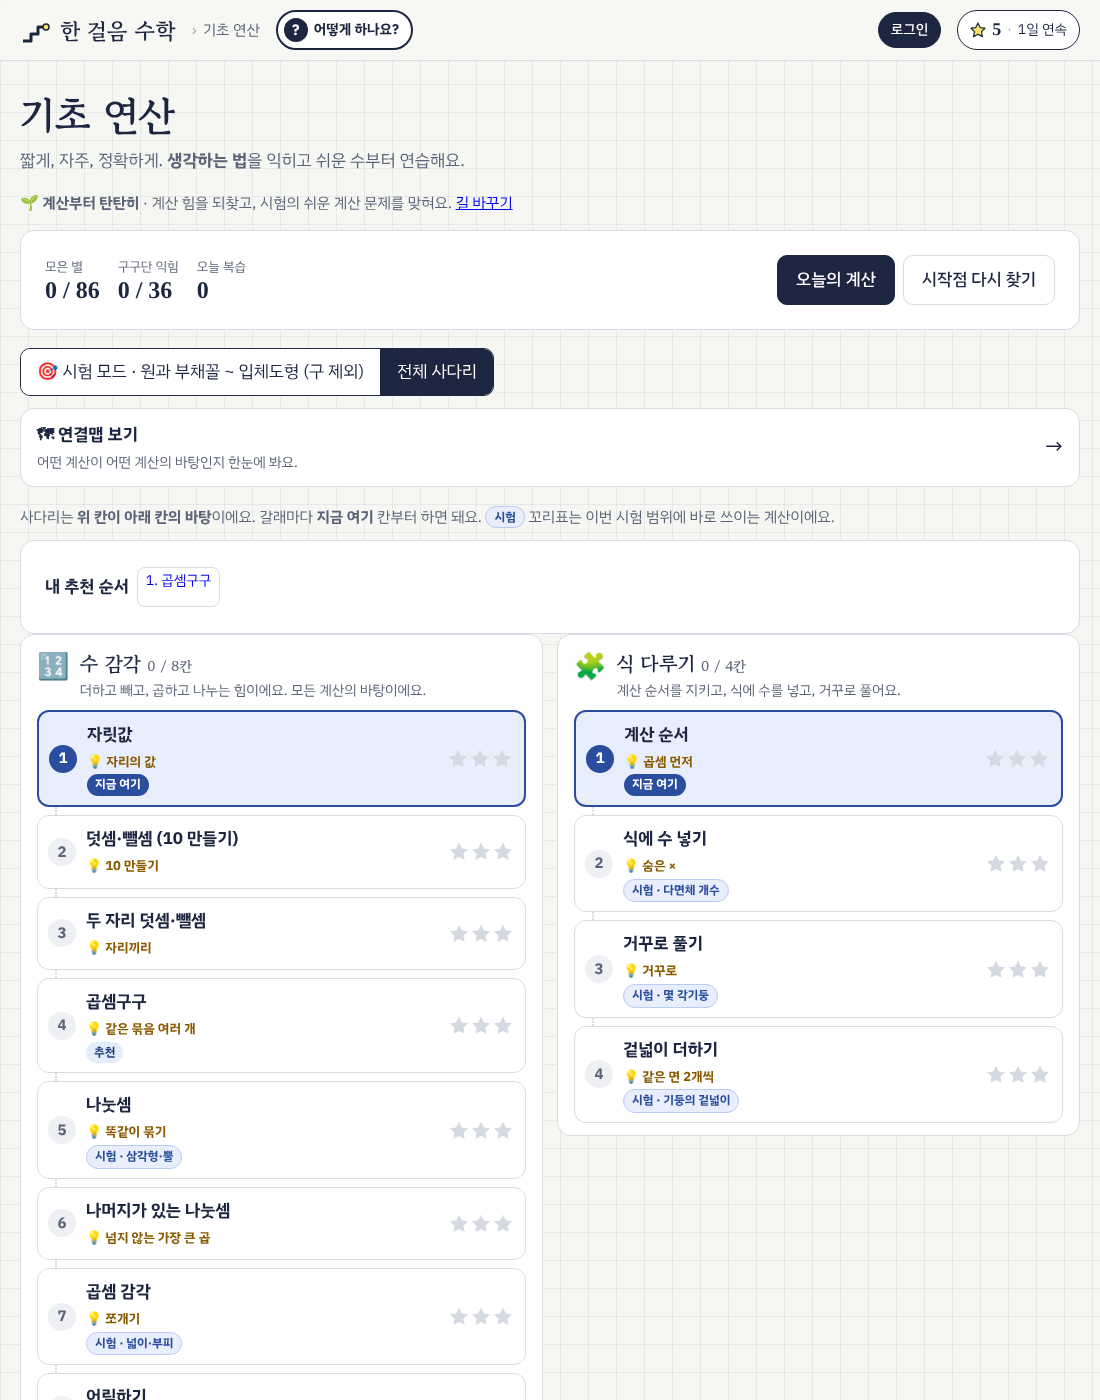 한 걸음 수학 › 기초 연산 ? 어떻게 하나요? 로그인 5 · 1일 연속
기초 연산
짧게, 자주, 정확하게. 생각하는 법을 익히고 쉬운 수부터 연습해요.
계산부터 탄탄히 · 계산 힘을 되찾고, 시험의 쉬운 계산 문제를 맞혀요. 길 바꾸기
모은 별 구구단 익힘 오늘 복습
0 / 86 0 / 36 0
오늘의 계산 시작점 다시 찾기
시험 모드 · 원과 부채꼴 ~ 입체도형 (구 제외) 전체 사다리
연결맵 보기
어떤 계산이 어떤 계산의 바탕인지 한눈에 봐요.
→
사다리는 위 칸이 아래 칸의 바탕이에요. 갈래마다 지금 여기 칸부터 하면 돼요. 시험 꼬리표는 이번 시험 범위에 바로 쓰이는 계산이에요.
내 추천 순서 1. 곱셈구구
수 감각 0 / 8칸
더하고 빼고, 곱하고 나누는 힘이에요. 모든 계산의 바탕이에요.
1 자릿값
자리의 값
지금 여기
2 덧셈·뺄셈 (10 만들기)
10 만들기
3 두 자리 덧셈·뺄셈
자리끼리
4 곱셈구구
같은 묶음 여러 개
추천
5 나눗셈
똑같이 묶기
시험 · 삼각형·뿔
6 나머지가 있는 나눗셈
넘지 않는 가장 큰 곱
7 곱셈 감각
쪼개기
시험 · 넓이·부피
어림하기
식 다루기 0 / 4칸
계산 순서를 지키고, 식에 수를 넣고, 거꾸로 풀어요.
1 계산 순서
곱셈 먼저
지금 여기
2 식에 수 넣기
숨은 ×
시험 · 다면체 개수
3 거꾸로 풀기
거꾸로
시험 · 몇 각기둥
4 겉넓이 더하기
같은 면 2개씩
시험 · 기둥의 겉넓이